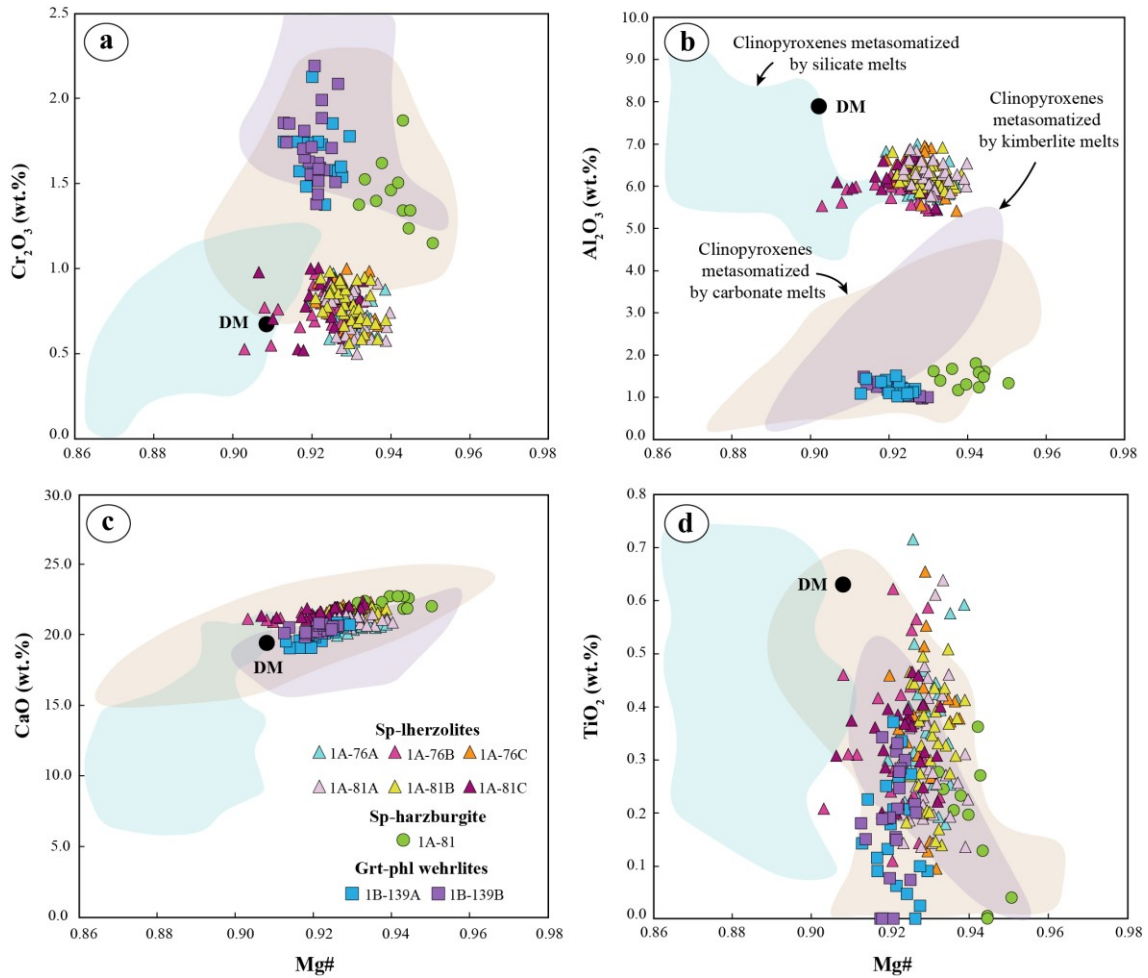 a
2.5
2.0
1.5
1.0
0.5
0.0
Cr₂O₃ (wt.%)
DM
0.86 0.88 0.90 0.92 0.94 0.96 0.98
b
10.0
9.0
8.0
7.0
6.0
5.0
4.0
3.0
2.0
1.0
0.0
Al₂O₃ (wt.%)
Clinopyroxenes metasomatized
by silicate melts
DM
Clinopyroxenes
metasomatized
by kimberlite melts
Clinopyroxenes
metasomatized
by carbonate melts
0.86 0.88 0.90 0.92 0.94 0.96 0.98
c
30.0
25.0
20.0
15.0
10.0
5.0
0.0
CaO (wt.%)
DM
Sp-lherzolites
1A-76A 1A-76B 1A-76C
1A-81A 1A-81B 1A-81C
Sp-harzburgite
1A-81
Grt-phl wehrlites
1B-139A 1B-139B
0.86 0.88 0.90 0.92 0.94 0.96 0.98
Mg#
d
0.8
0.7
0.6
0.5
0.4
0.3
0.2
0.1
0.0
TiO₂ (wt.%)
DM
0.86 0.88 0.90 0.92 0.94 0.96 0.98
Mg#